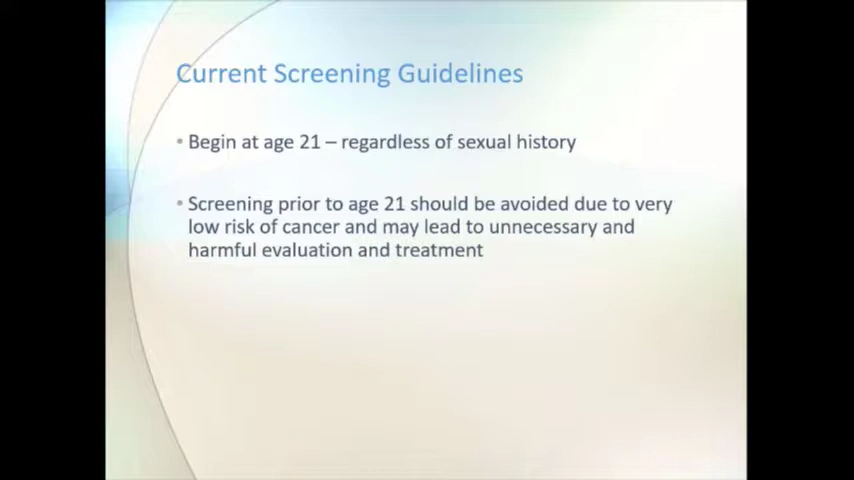 Current Screening Guidelines
• Begin at age 21 – regardless of sexual history
• Screening prior to age 21 should be avoided due to very
low risk of cancer and may lead to unnecessary and
harmful evaluation and treatment